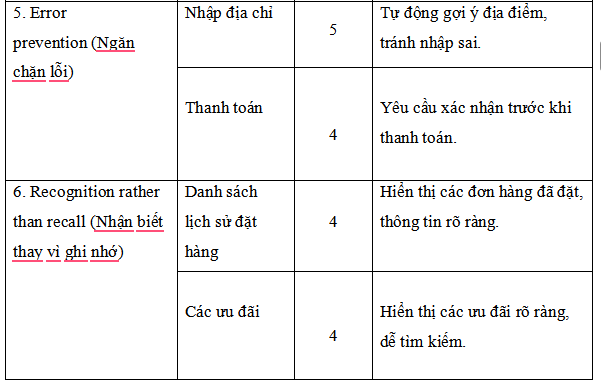 5. Error
prevention (Ngăn
chặn lỗi)
Nhập địa chỉ
5
Tự động gợi ý địa điểm,
tránh nhập sai.
Thanh toán
4
Yêu cầu xác nhận trước khi
thanh toán.
6. Recognition rather
than recall (Nhận biết
thay vì ghi nhớ)
Danh sách
lịch sử đặt
hàng
4
Hiển thị các đơn hàng đã đặt,
thông tin rõ ràng.
Các ưu đãi
4
Hiển thị các ưu đãi rõ ràng,
dễ tìm kiếm.